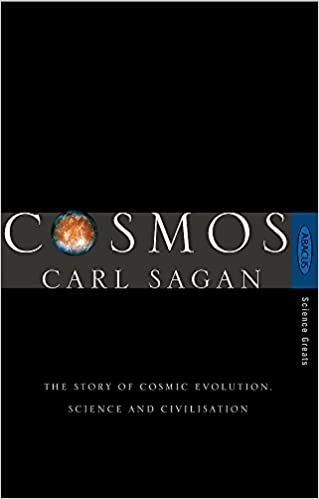 COSMOS
CARL SAGAN
ABACUS
Science Greats
THE STORY OF COSMIC EVOLUTION,
SCIENCE AND CIVILISATION